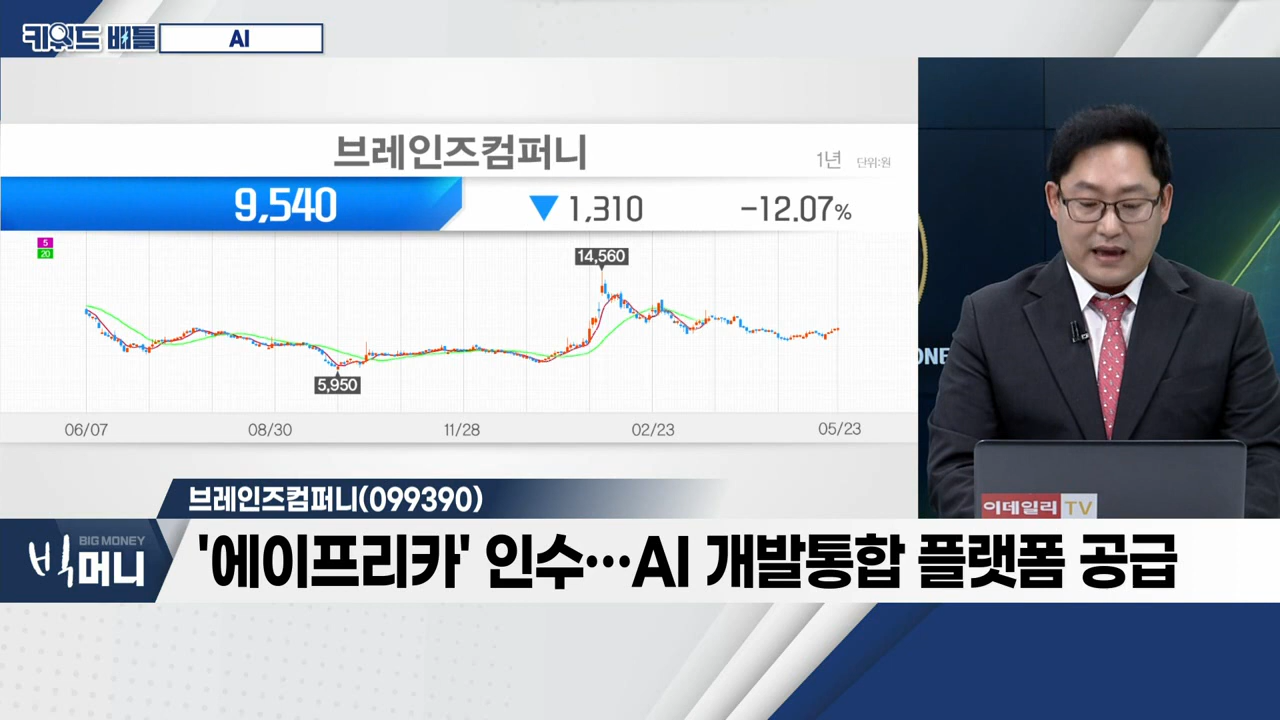 키워드 배틀
AI
브레인즈컴퍼니
1년 단위:원
9,540 ▼ 1,310 -12.07%
5
20
14,560
5,950
06/07 08/30 11/28 02/23 05/23
ONE
이데일리 TV
브레인즈컴퍼니(099390)
BIG MONEY
빅머니
'에이프리카' 인수…AI 개발통합 플랫폼 공급